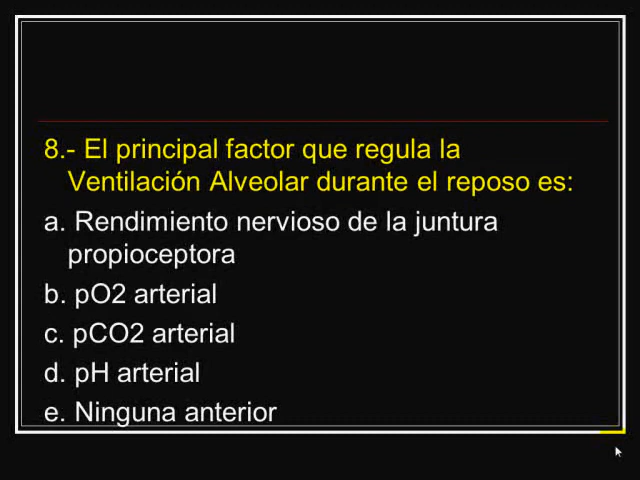 8.- El principal factor que regula la
Ventilación Alveolar durante el reposo es:
a. Rendimiento nervioso de la juntura
propioceptora
b. pO2 arterial
c. pCO2 arterial
d. pH arterial
e. Ninguna anterior